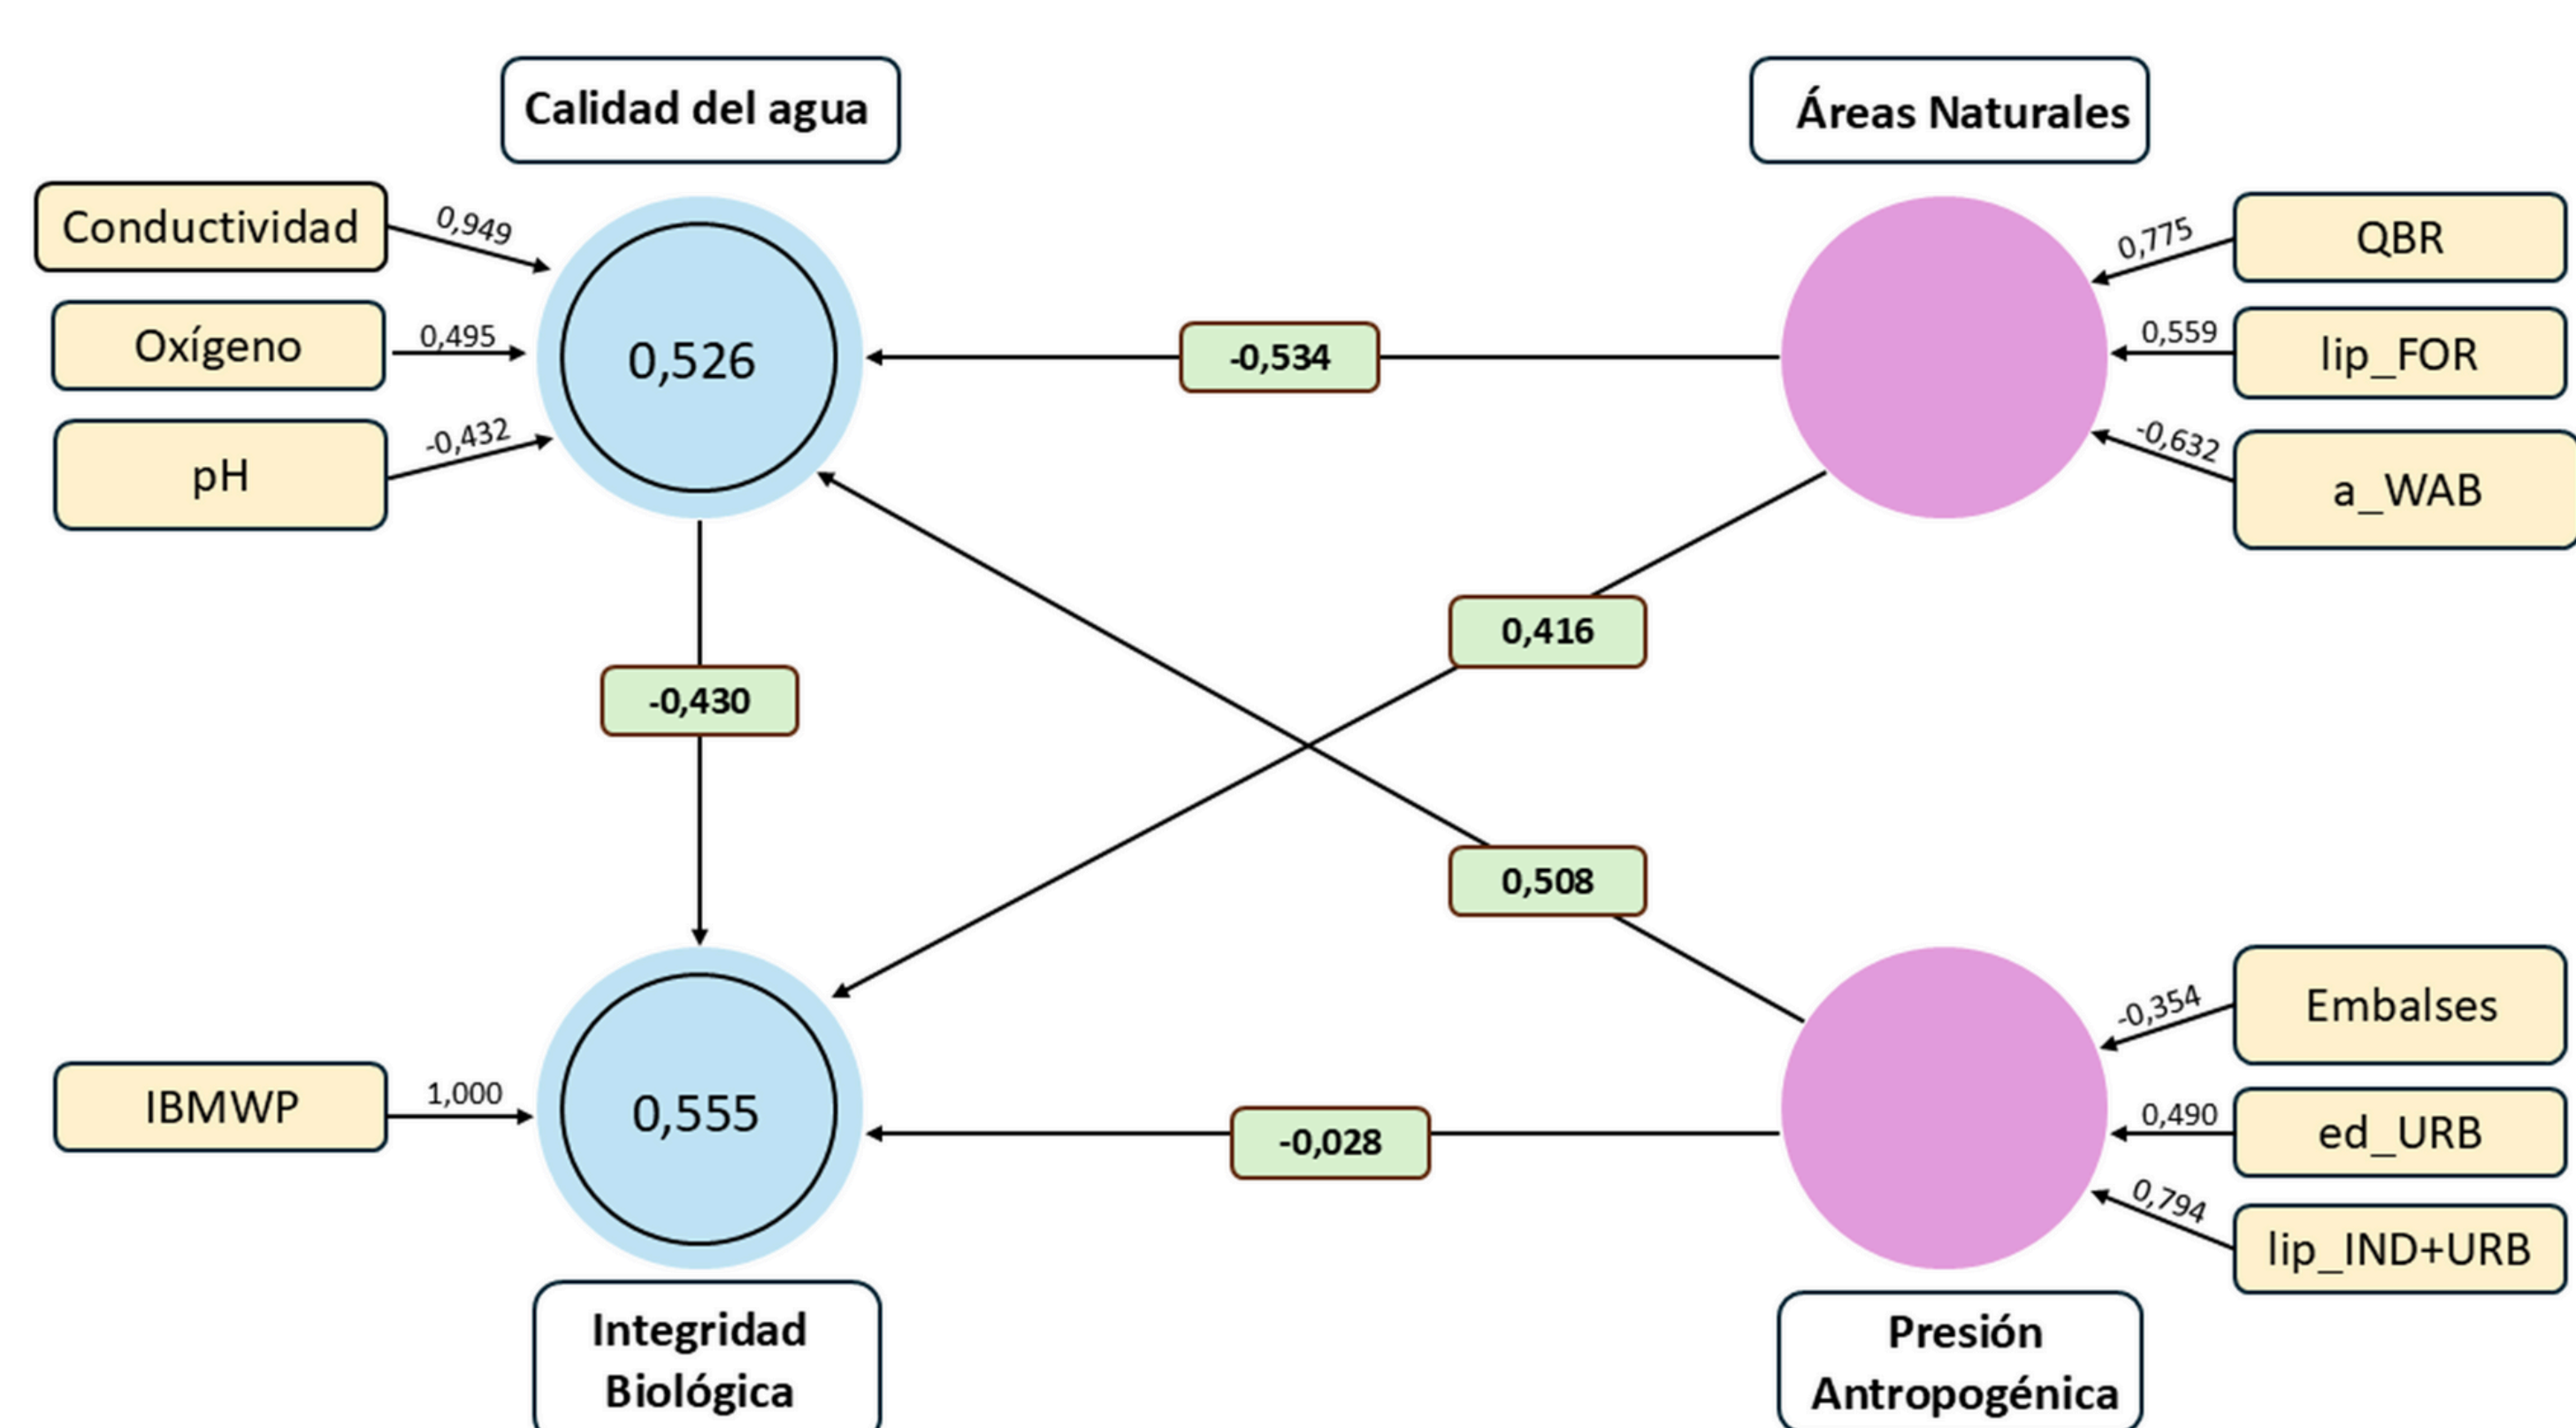 Calidad del agua
Áreas Naturales
Conductividad
0,949
Oxígeno
0,495
pH
-0,432
0,526
-0,534
0,775
QBR
0,559
lip_FOR
-0,632
a_WAB
0,416
-0,430
0,508
IBMWP
1,000
0,555
-0,028
-0,354
Embalses
0,490
ed_URB
0,794
lip_IND+URB
Integridad
Biológica
Presión
Antropogénica